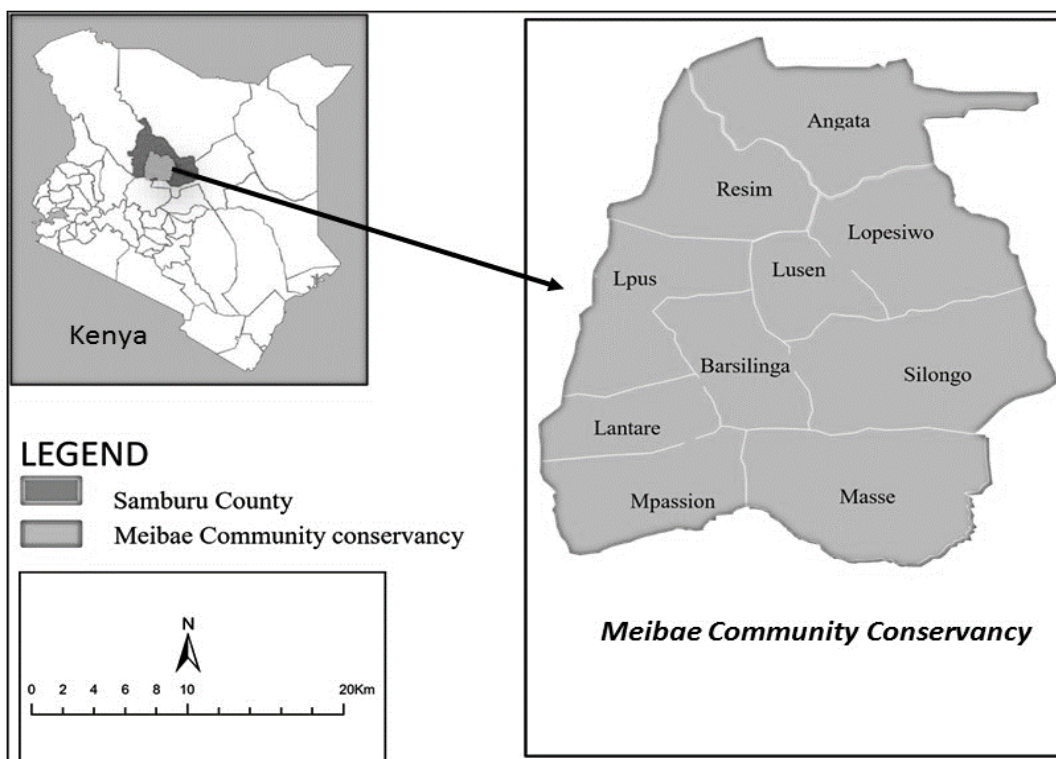 Kenya
LEGEND
Samburu County
Meibae Community conservancy
N
0 2 4 6 8 10 20Km
Angata
Resim
Lopesiwo
Lusen
Lpus
Barsilinga
Silongo
Lantare
Mpassion
Masse
Meibae Community Conservancy